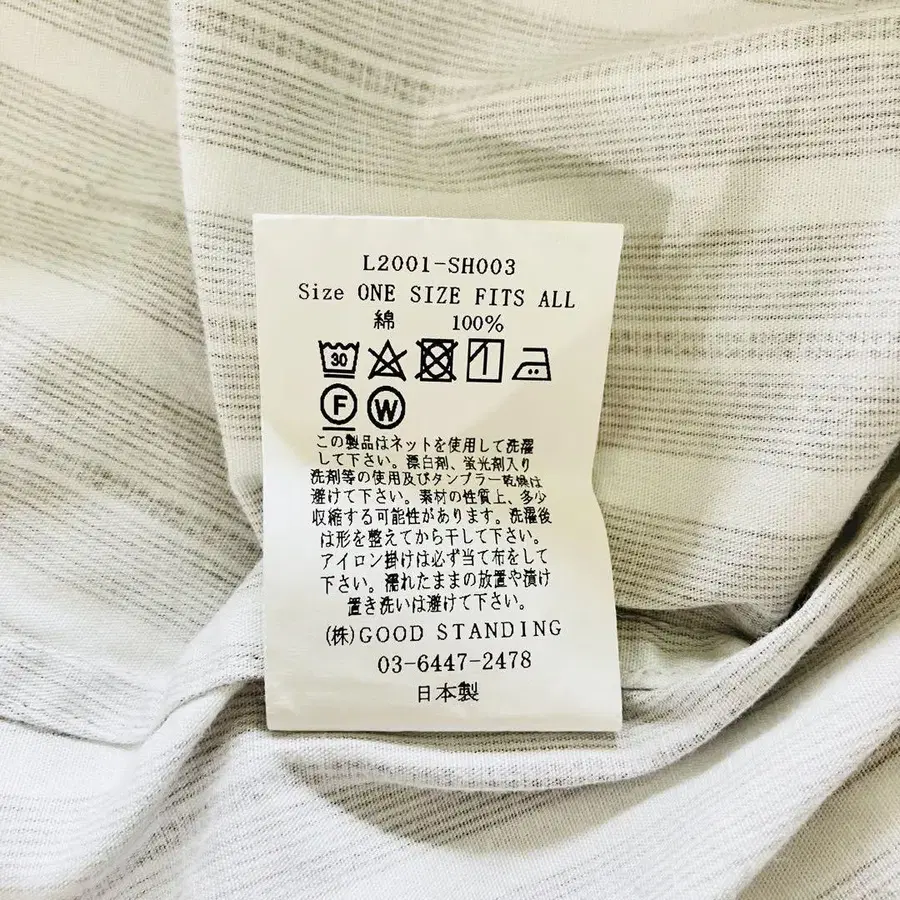 L2001-SH003
Size ONE SIZE FITS ALL
綿 100%
30
F W
この製品はネットを使用して洗濯
して下さい。漂白剤、蛍光剤入り
洗剤等の使用及びタンブラー乾燥は
避けて下さい。素材の性質上、多少
収縮する可能性があります。洗濯後
は形を整えてから干して下さい。
アイロン掛けは必ず当て布をして
下さい。濡れたままの放置や漬け
置き洗いは避けて下さい。
(株)GOOD STANDING
03-6447-2478
日本製